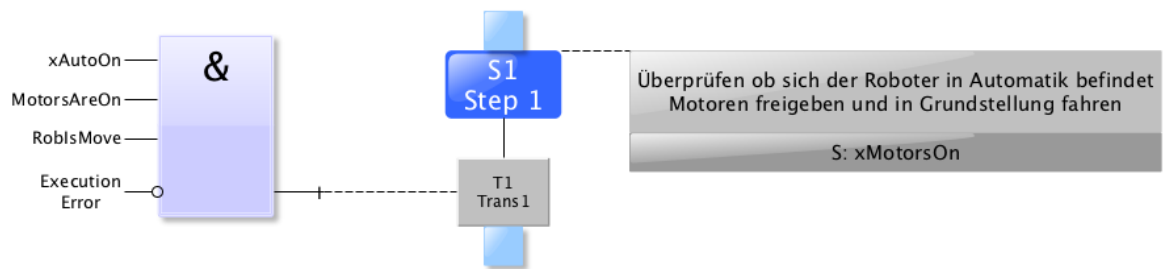 xAutoOn
MotorsAreOn
RobIsMove
Execution
Error
&
S1
Step 1
T1
Trans1
Überprüfen ob sich der Roboter in Automatik befindet
Motoren freigeben und in Grundstellung fahren
S: xMotorsOn